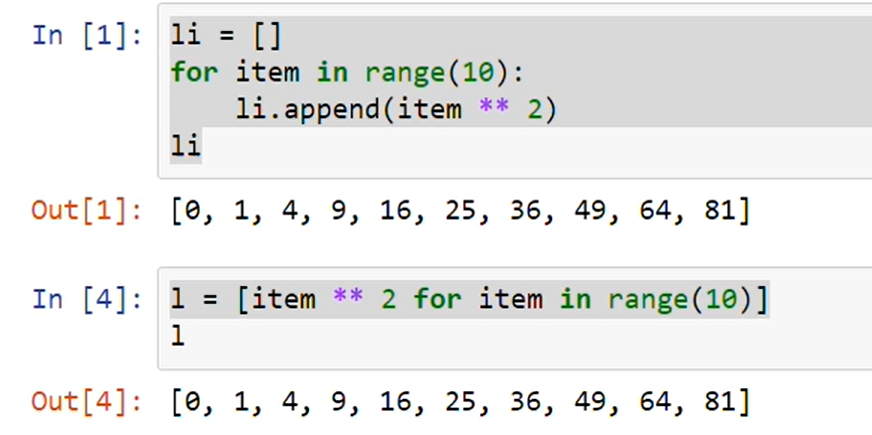 In [1]: li = []
for item in range(10):
    li.append(item ** 2)
li
Out[1]: [0, 1, 4, 9, 16, 25, 36, 49, 64, 81]
In [4]: l = [item ** 2 for item in range(10)]
l
Out[4]: [0, 1, 4, 9, 16, 25, 36, 49, 64, 81]